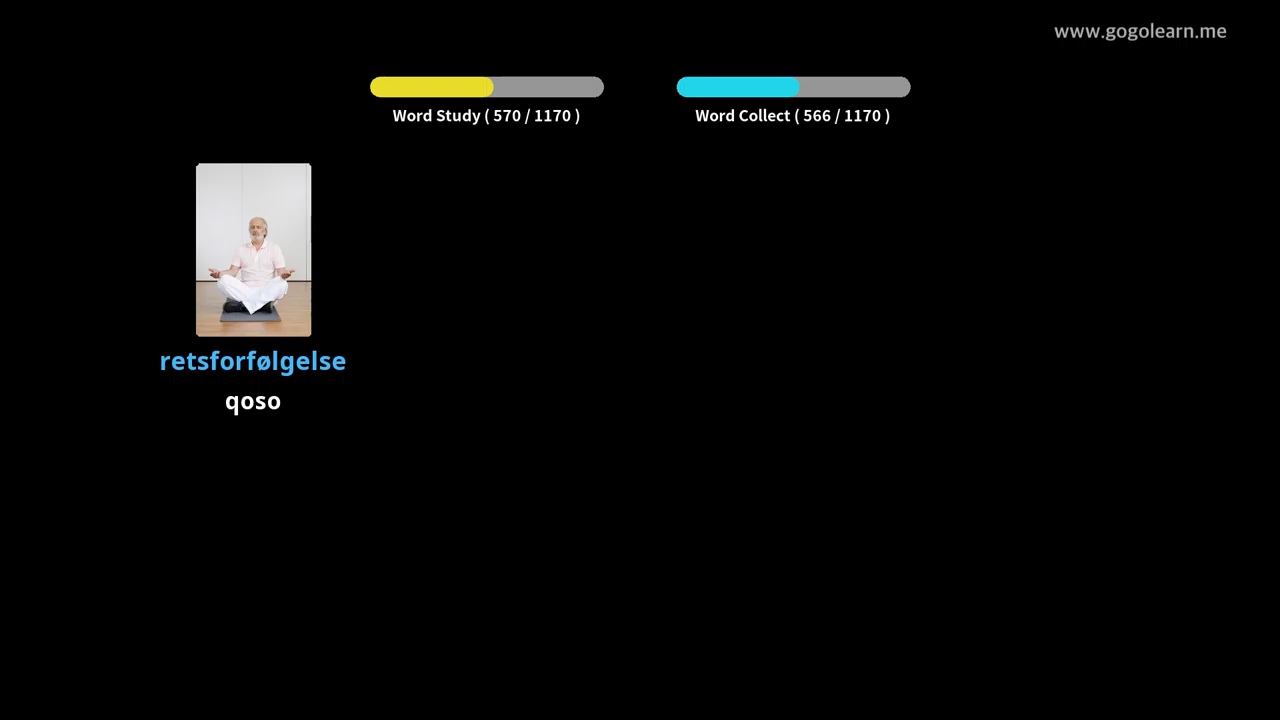 www.gogolearn.me
Word Study ( 570 / 1170 )
Word Collect ( 566 / 1170 )
retsforfølgelse
qoso